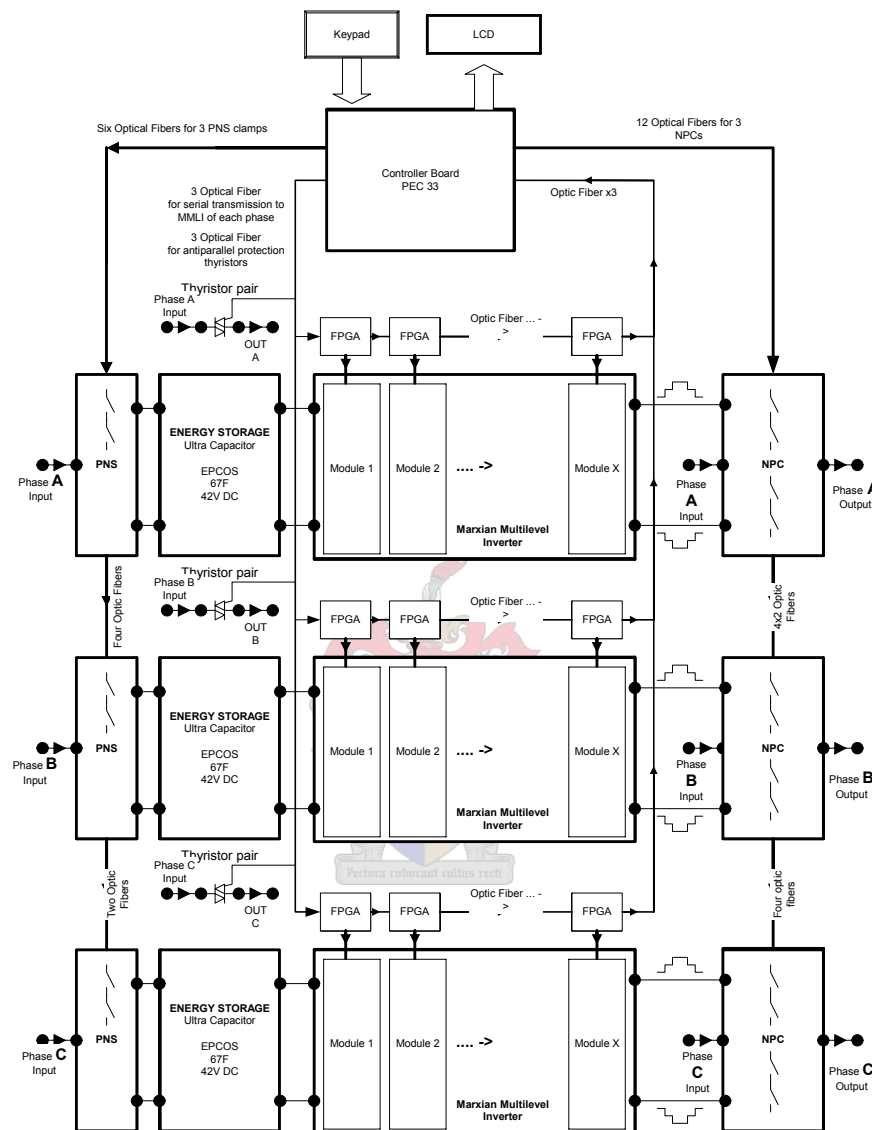 Keypad
LCD
Six Optical Fibers for 3 PNS clamps
12 Optical Fibers for 3
NPCs
Controller Board
PEC 33
3 Optical Fiber
for serial transmission to
MMLI of each phase
3 Optical Fiber
for antiparallel protection
thyristors
Optic Fiber x3
Thyristor pair
Phase A
Input
OUT
A
FPGA
FPGA
Optic Fiber ... -
>
FPGA
PNS
ENERGY STORAGE
Ultra Capacitor
EPCOS
67F
42V DC
Module 1
Module 2
.... ->
Module X
Marxian Multilevel
Inverter
NPC
Phase A
Input
Phase
A
Input
Phase A
Output
Four Optic Fibers
4x2 Optic
Fibers
Thyristor pair
Phase B
Input
OUT
B
FPGA
FPGA
Optic Fiber ... -
>
FPGA
PNS
ENERGY STORAGE
Ultra Capacitor
EPCOS
67F
42V DC
Module 1
Module 2
.... ->
Module X
Marxian Multilevel
Inverter
NPC
Phase B
Input
Phase
B
Input
Phase B
Output
Two Optic
Fibers
Four optic
fibers
Thyristor pair
Phase C
Input
OUT
C
Pectora roborant cultus recti
FPGA
FPGA
Optic Fiber ... -
>
FPGA
PNS
ENERGY STORAGE
Ultra Capacitor
EPCOS
67F
42V DC
Module 1
Module 2
.... ->
Module X
Marxian Multilevel
Inverter
NPC
Phase C
Input
Phase
C
Input
Phase C
Output